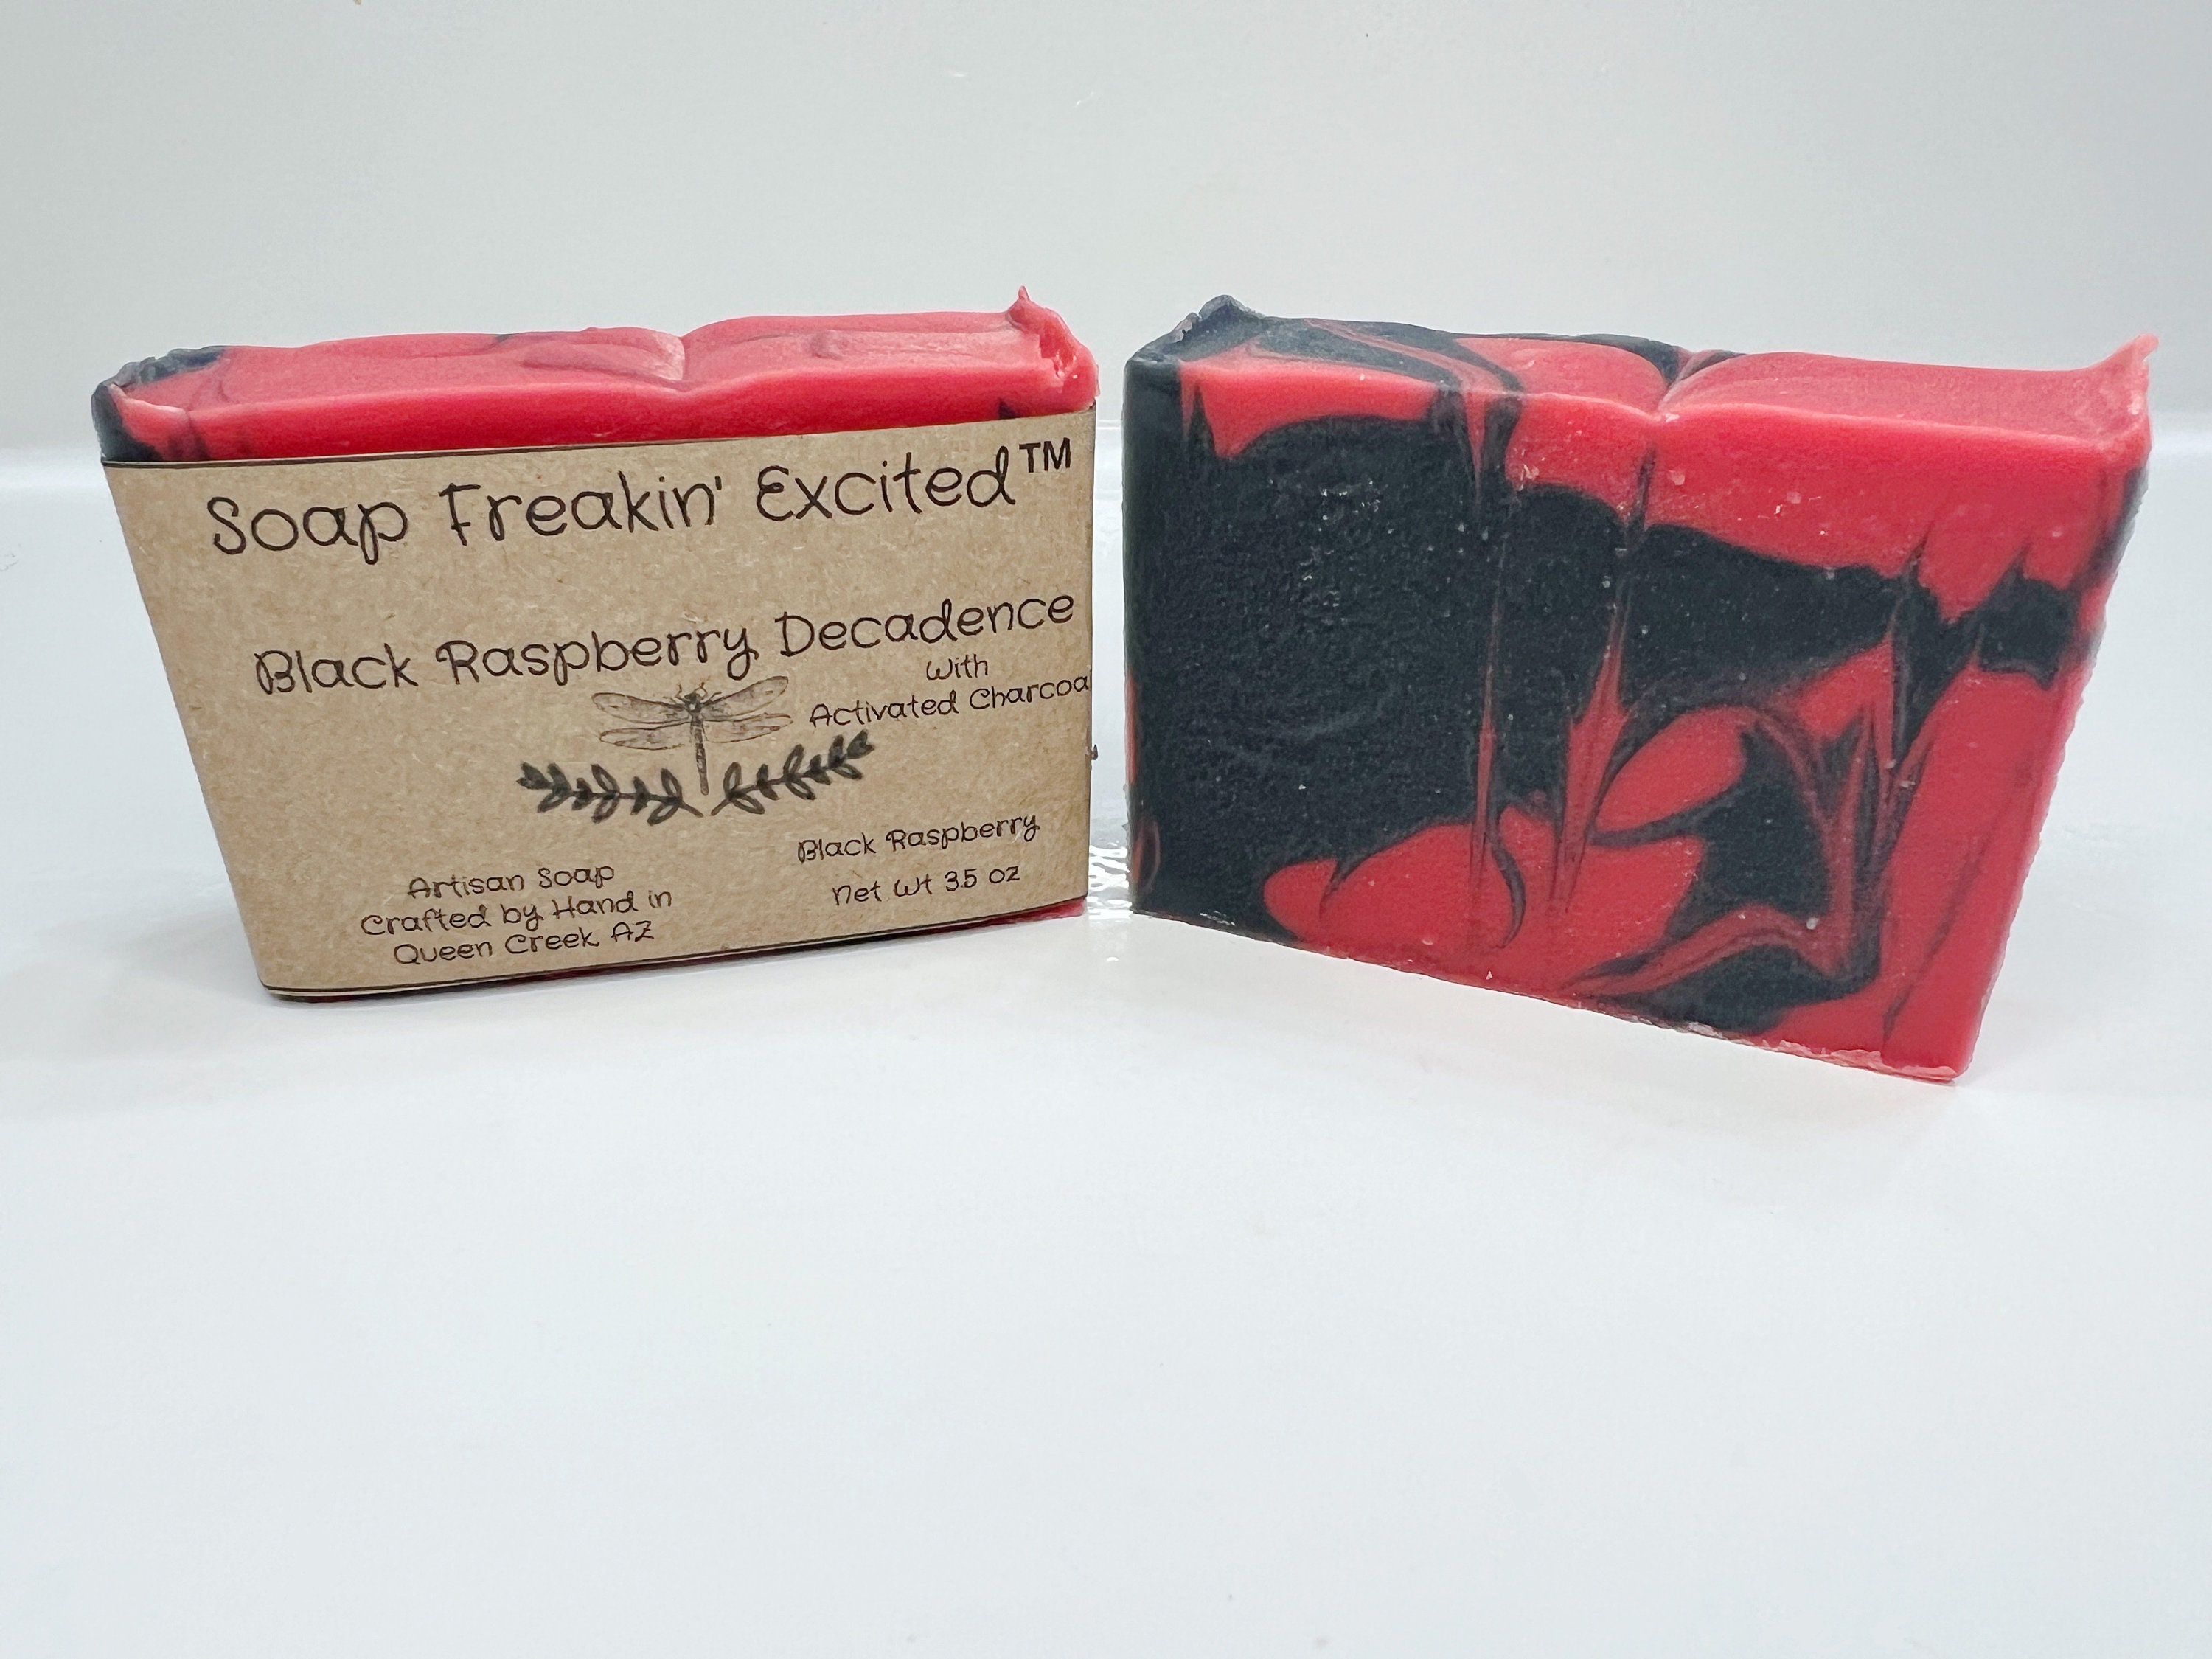 Soap Freakin' Excited™
Black Raspberry Decadence
With
Activated Charcoal
Black Raspberry
Net Wt 3.5 oz
Artisan Soap
Crafted by Hand in
Queen Creek, AZ